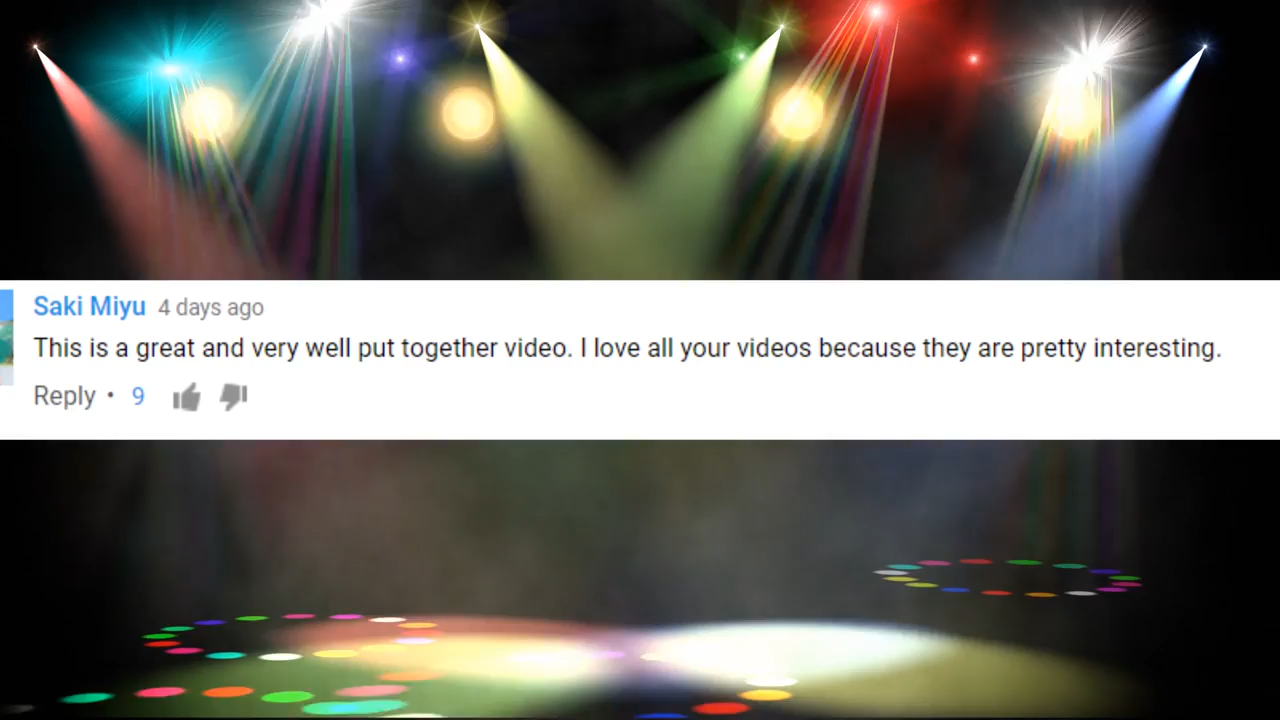 Saki Miyu 4 days ago
This is a great and very well put together video. I love all your videos because they are pretty interesting.
Reply • 9